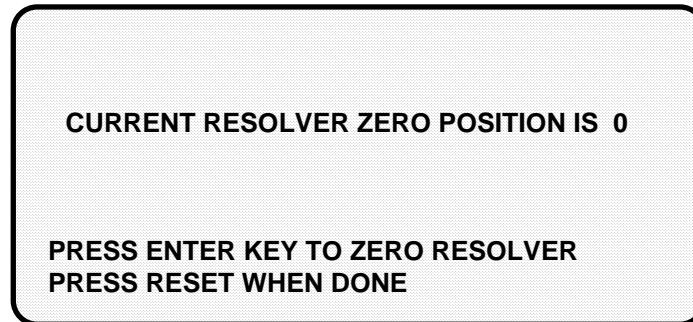 CURRENT RESOLVER ZERO POSITION IS 0
PRESS ENTER KEY TO ZERO RESOLVER
PRESS RESET WHEN DONE